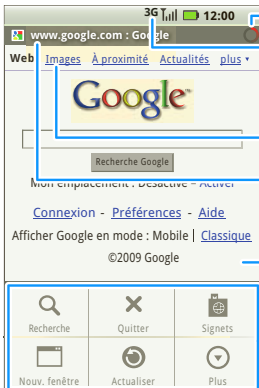 3G 12:00
www.google.com : Google
Web Images À proximité Actualités plus
Google
Recherche Google
Mon emplacement : Désactivé – Activer
Connexion - Préférences - Aide
Afficher Google en mode : Mobile | Classique
©2009 Google
Recherche Quitter Signets
Nouv. fenêtre Actualiser Plus